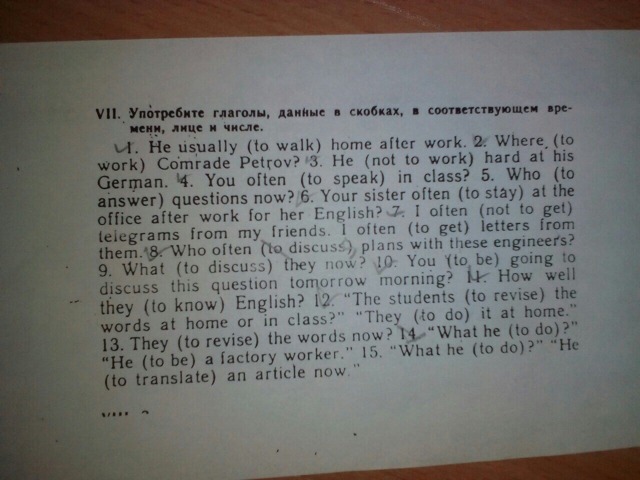 VII. Употребите глаголы, данные в скобках, в соответствующем вре-
мени, лице и числе.
1. He usually (to walk) home after work. 2. Where (to
work) Comrade Petrov? 3. He (not to work) hard at his
German. 4. You often (to speak) in class? 5. Who (to
answer) questions now? 6. Your sister often (to stay) at the
office after work for her English? 7. I often (not to get)
telegrams from my friends. I often (to get) letters from
them. 8. Who often (to discuss) plans with these engineers?
9. What (to discuss) they now? 10. You (to be) going to
discuss this question tomorrow morning? 11. How well
they (to know) English? 12. "The students (to revise) the
words at home or in class?" "They (to do) it at home."
13. They (to revise) the words now? 14. "What he (to do)?"
"He (to be) a factory worker." 15. "What he (to do)?" "He
(to translate) an article now."